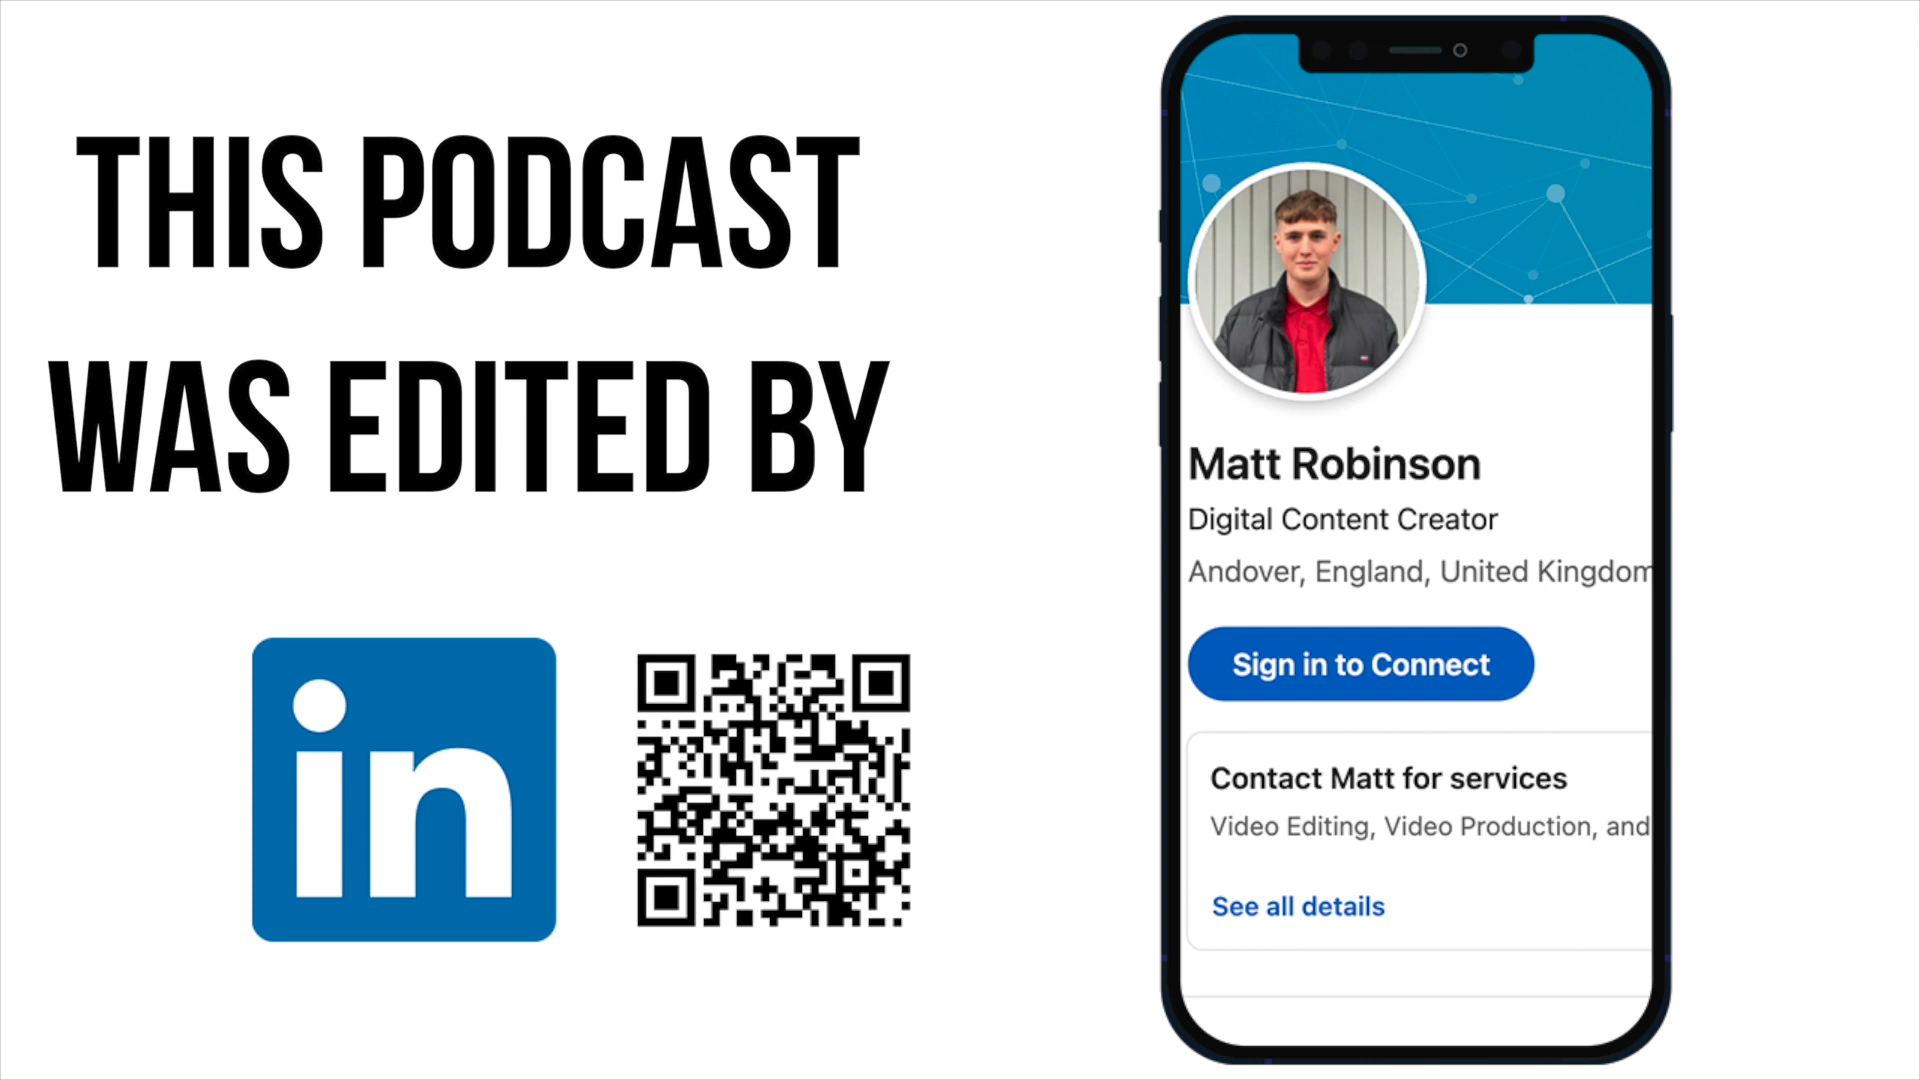 THIS PODCAST
WAS EDITED BY
in
Matt Robinson
Digital Content Creator
Andover, England, United Kingdom
Sign in to Connect
Contact Matt for services
Video Editing, Video Production, and
See all details